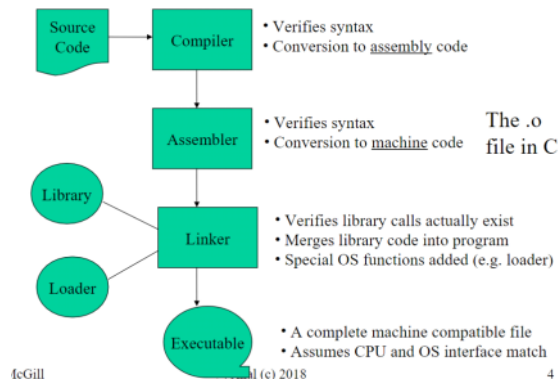 Source
Code
Compiler
• Verifies syntax
• Conversion to assembly code
Assembler
• Verifies syntax
• Conversion to machine code
The .o
file in C
Library
Linker
• Verifies library calls actually exist
• Merges library code into program
• Special OS functions added (e.g. loader)
Loader
Executable
• A complete machine compatible file
• Assumes CPU and OS interface match
(c) 2018
4